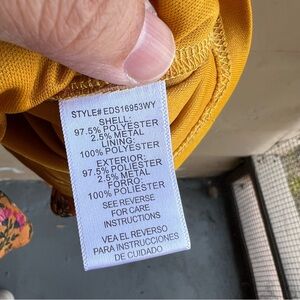 STYLE# EDS16953WY
SHELL:
97.5% POLYESTER
2.5% METAL
LINING:
100% POLYESTER
EXTERIOR:
97.5% POLIESTER
2.5% METAL
FORRO:
100% POLIESTER
SEE REVERSE
FOR CARE
INSTRUCTIONS
VEA EL REVERSO
PARA INSTRUCCIONES
DE CUIDADO